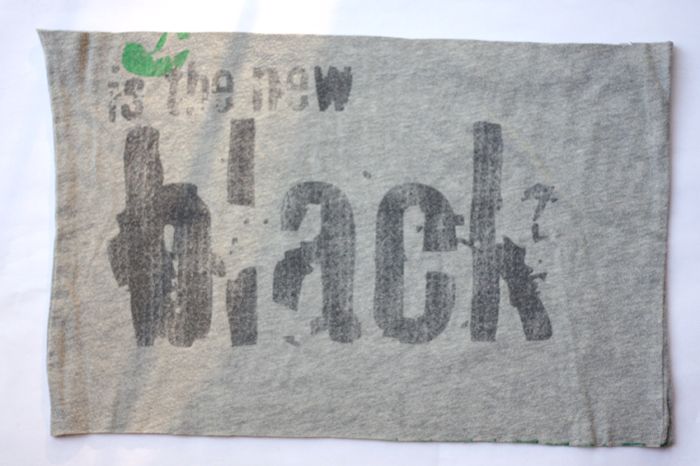 is the new
black?